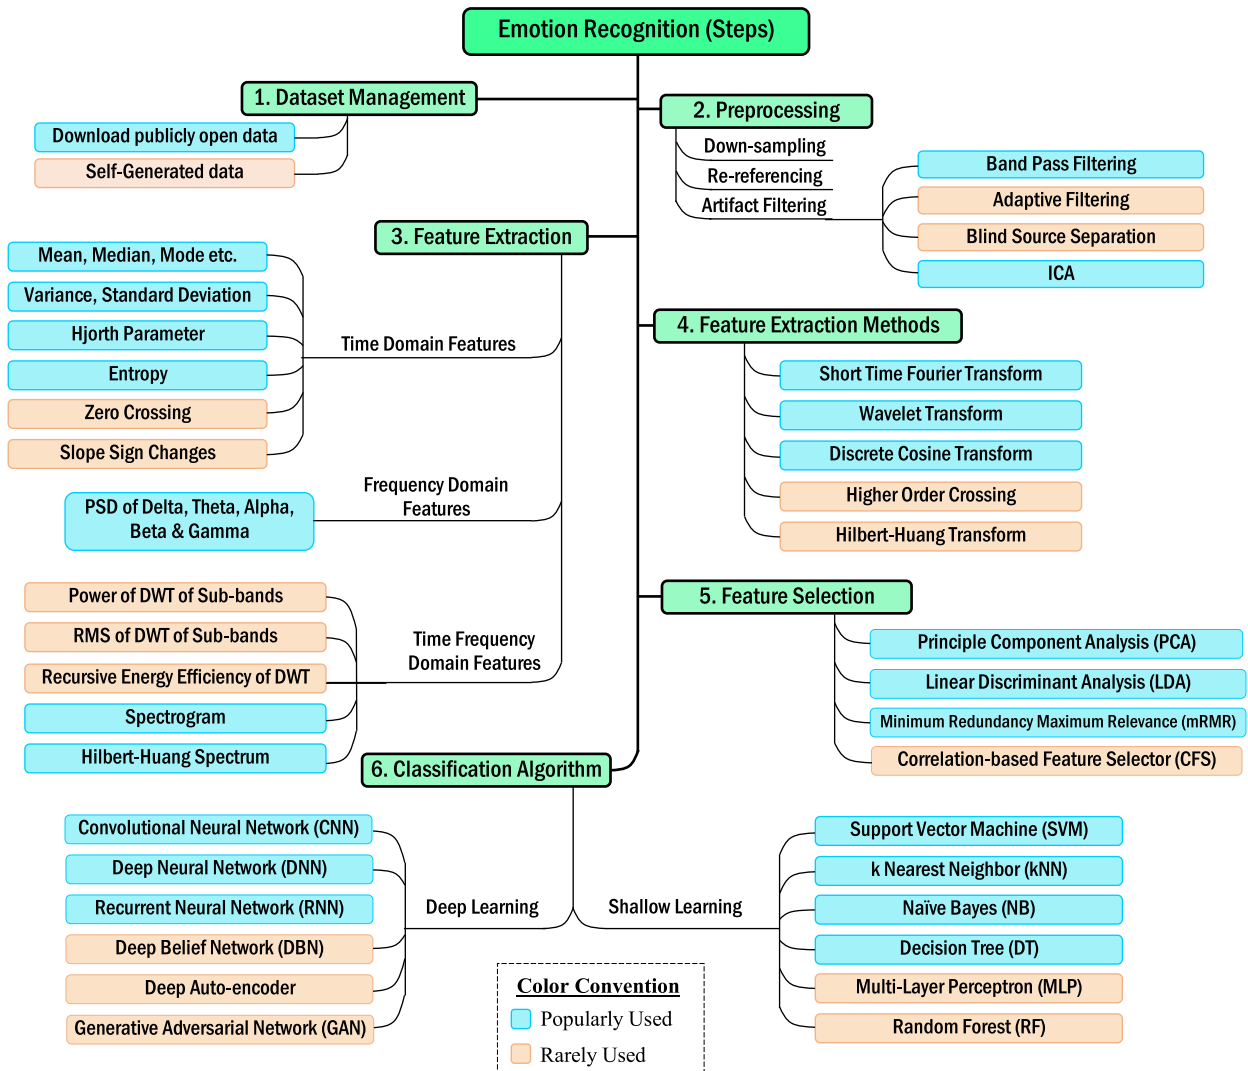 Emotion Recognition (Steps)
1. Dataset Management
Download publicly open data
Self-Generated data
2. Preprocessing
Down-sampling
Re-referencing
Artifact Filtering
Band Pass Filtering
Adaptive Filtering
Blind Source Separation
ICA
3. Feature Extraction
Mean, Median, Mode etc.
Variance, Standard Deviation
Hjorth Parameter
Entropy
Zero Crossing
Slope Sign Changes
Time Domain Features
Frequency Domain
Features
PSD of Delta, Theta, Alpha,
Beta & Gamma
Time Frequency
Domain Features
Power of DWT of Sub-bands
RMS of DWT of Sub-bands
Recursive Energy Efficiency of DWT
Spectrogram
Hilbert-Huang Spectrum
4. Feature Extraction Methods
Short Time Fourier Transform
Wavelet Transform
Discrete Cosine Transform
Higher Order Crossing
Hilbert-Huang Transform
5. Feature Selection
Principle Component Analysis (PCA)
Linear Discriminant Analysis (LDA)
Minimum Redundancy Maximum Relevance (mRMR)
Correlation-based Feature Selector (CFS)
6. Classification Algorithm
Deep Learning
Convolutional Neural Network (CNN)
Deep Neural Network (DNN)
Recurrent Neural Network (RNN)
Deep Belief Network (DBN)
Deep Auto-encoder
Generative Adversarial Network (GAN)
Shallow Learning
Support Vector Machine (SVM)
k Nearest Neighbor (kNN)
Naïve Bayes (NB)
Decision Tree (DT)
Multi-Layer Perceptron (MLP)
Random Forest (RF)
Color Convention
Popularly Used
Rarely Used